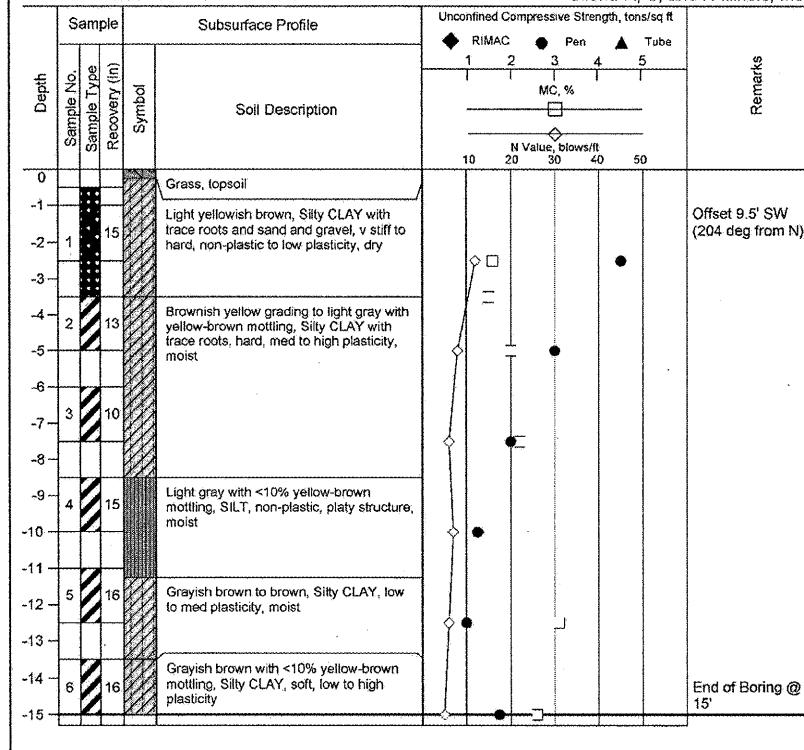 Sample
Subsurface Profile
Unconfined Compressive Strength, tons/sq ft
RIMAC Pen Tube
1 2 3 4 5
MC, %
N Value, blows/ft
10 20 30 40 50
Depth
Sample No.
Sample Type
Recovery (in)
Symbol
Soil Description
Remarks
0
Grass, topsoil
-1
Light yellowish brown, Silty CLAY with
trace roots and sand and gravel, v stiff to
hard, non-plastic to low plasticity, dry
1
15
Offset 9.5' SW
(204 deg from N)
-2
-3
Brownish yellow grading to light gray with
yellow-brown mottling, Silty CLAY with
trace roots, hard, med to high plasticity,
moist
-4
2
13
-5
-6
3
10
-7
-8
Light gray with <10% yellow-brown
mottling, SILT, non-plastic, platy structure,
moist
-9
4
15
-10
-11
Grayish brown to brown, Silty CLAY, low
to med plasticity, moist
5
16
-12
-13
Grayish brown with <10% yellow-brown
mottling, Silty CLAY, soft, low to high
plasticity
-14
6
16
End of Boring @
15'
-15